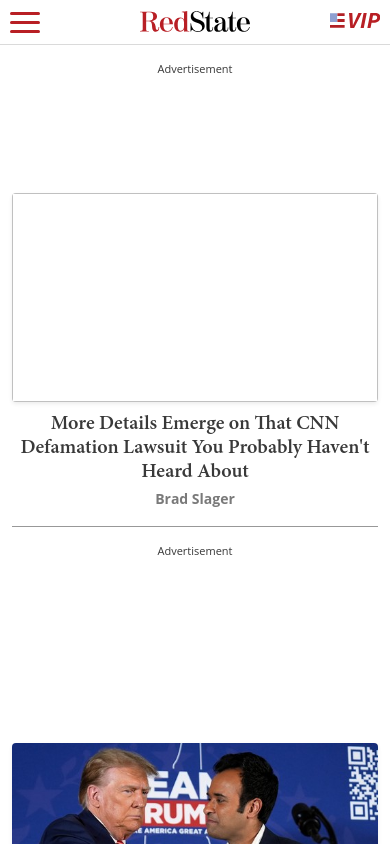 RedState
VIP
Advertisement
More Details Emerge on That CNN
Defamation Lawsuit You Probably Haven't
Heard About
Brad Slager
Advertisement
EAN
RUM
E AMERICA GREAT A